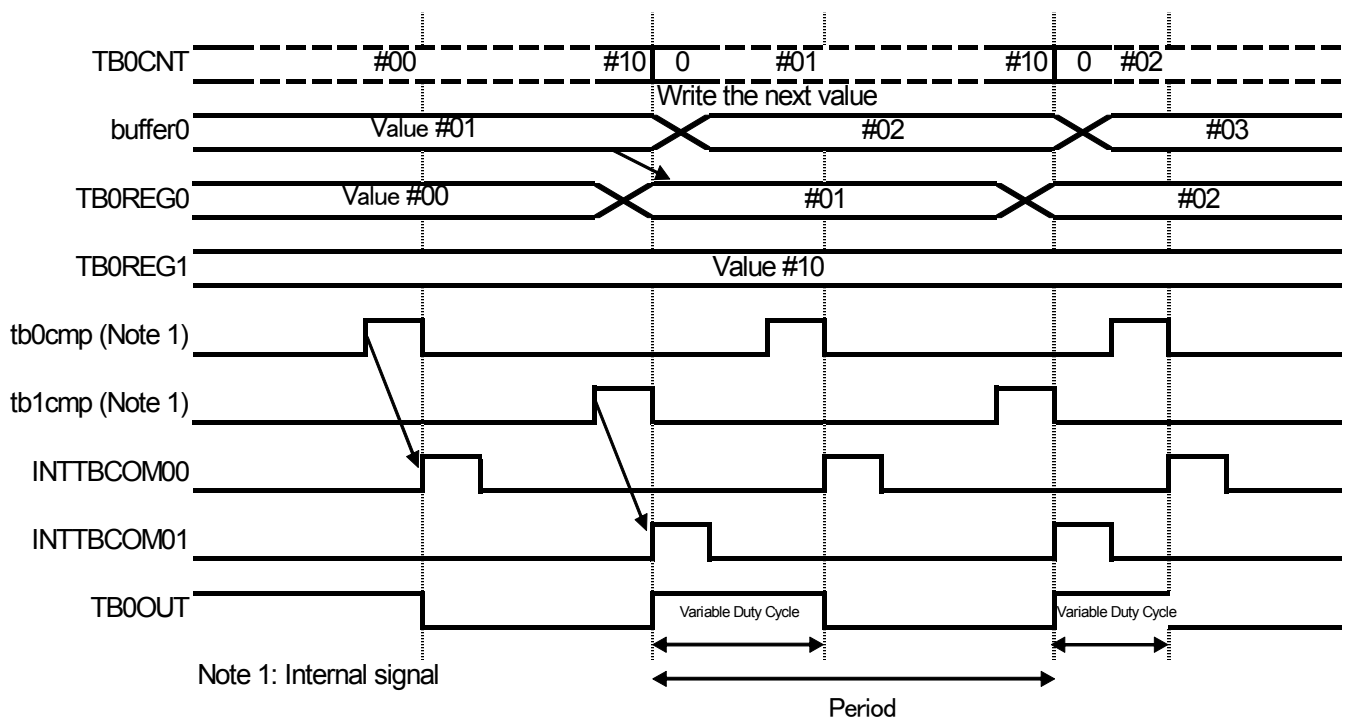 TB0CNT #00 #10 0 #01 #10 0 #02
Write the next value
buffer0 Value #01 #02 #03
TB0REG0 Value #00 #01 #02
TB0REG1 Value #10
tb0cmp (Note 1)
tb1cmp (Note 1)
INTTBCOM00
INTTBCOM01
TB0OUT Variable Duty Cycle Variable Duty Cycle
Note 1: Internal signal
Period